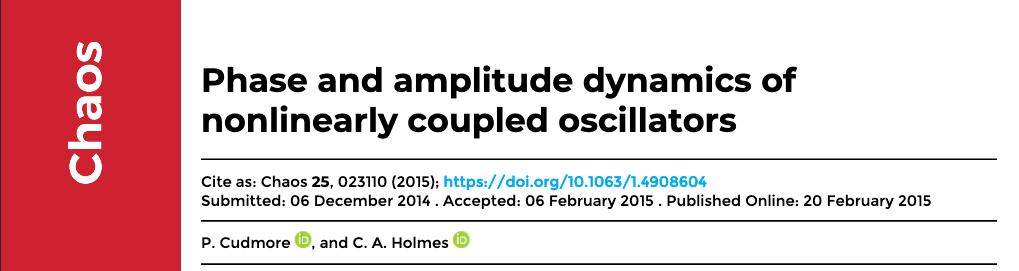 Chaos
Phase and amplitude dynamics of
nonlinearly coupled oscillators
Cite as: Chaos 25, 023110 (2015); https://doi.org/10.1063/1.4908604
Submitted: 06 December 2014 . Accepted: 06 February 2015 . Published Online: 20 February 2015
P. Cudmore iD, and C. A. Holmes iD